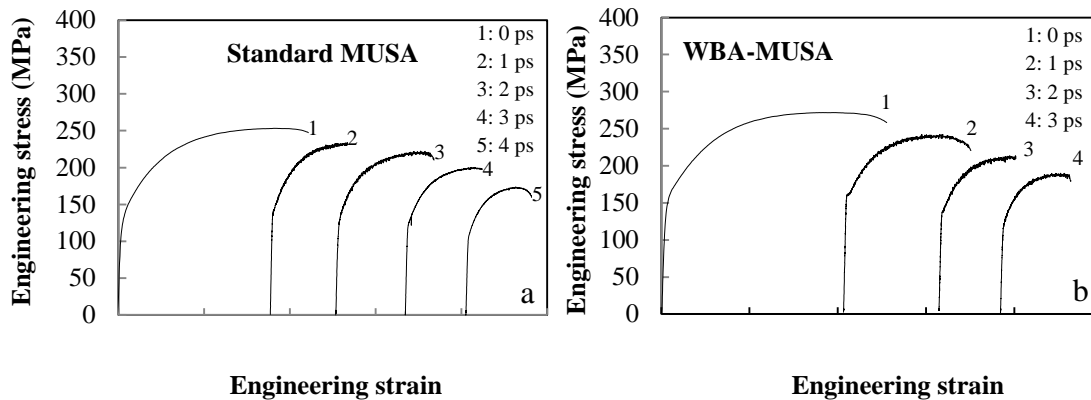 Engineering stress (MPa)
400
350
300
250
200
150
100
50
0
Standard MUSA
1: 0 ps
2: 1 ps
3: 2 ps
4: 3 ps
5: 4 ps
1
2
3
4
5
a
Engineering strain
Engineering stress (MPa)
400
350
300
250
200
150
100
50
0
WBA-MUSA
1: 0 ps
2: 1 ps
3: 2 ps
4: 3 ps
1
2
3
4
b
Engineering strain